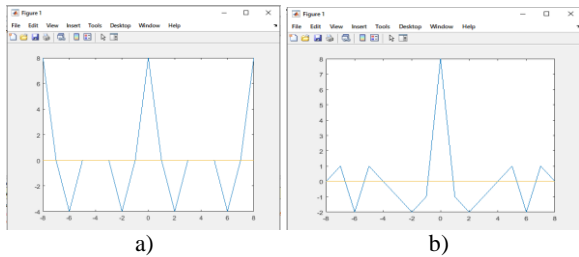 Figure 1
File Edit View Insert Tools Desktop Window Help
8
6
4
2
0
-2
-4
-8 -6 -4 -2 0 2 4 6 8
a)
Figure 1
File Edit View Insert Tools Desktop Window Help
8
7
6
5
4
3
2
1
0
-1
-2
-8 -6 -4 -2 0 2 4 6 8
b)